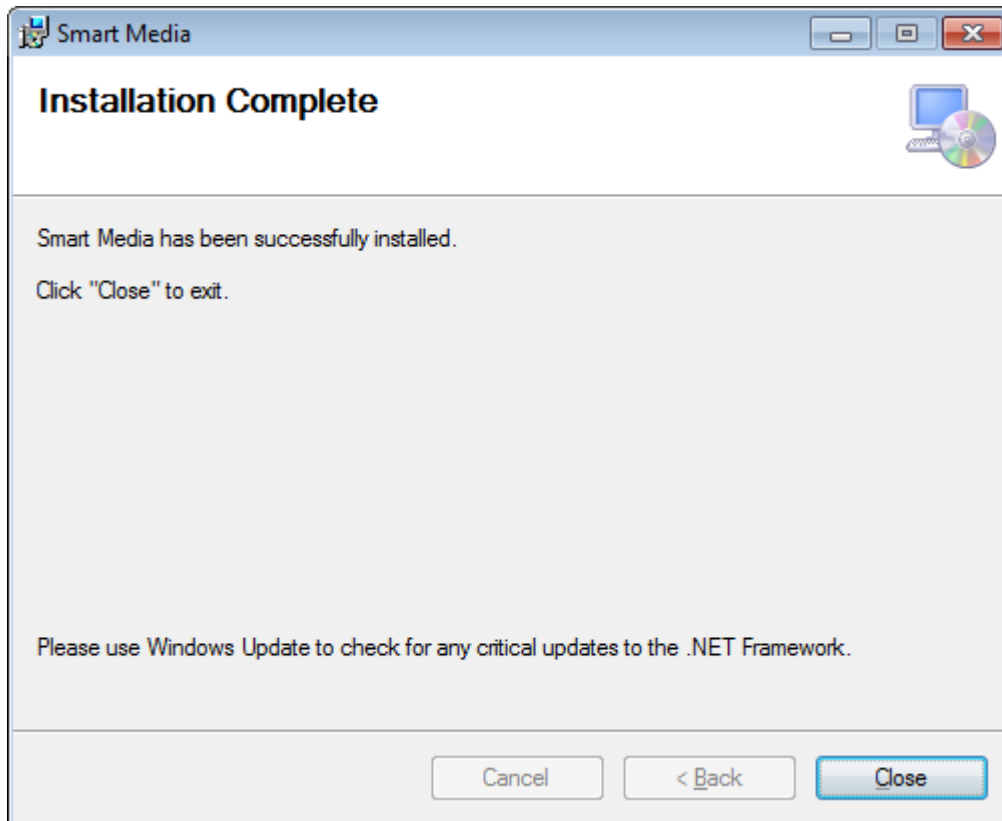 Smart Media
Installation Complete
Smart Media has been successfully installed.
Click "Close" to exit.
Please use Windows Update to check for any critical updates to the .NET Framework.
Cancel
< Back
Close